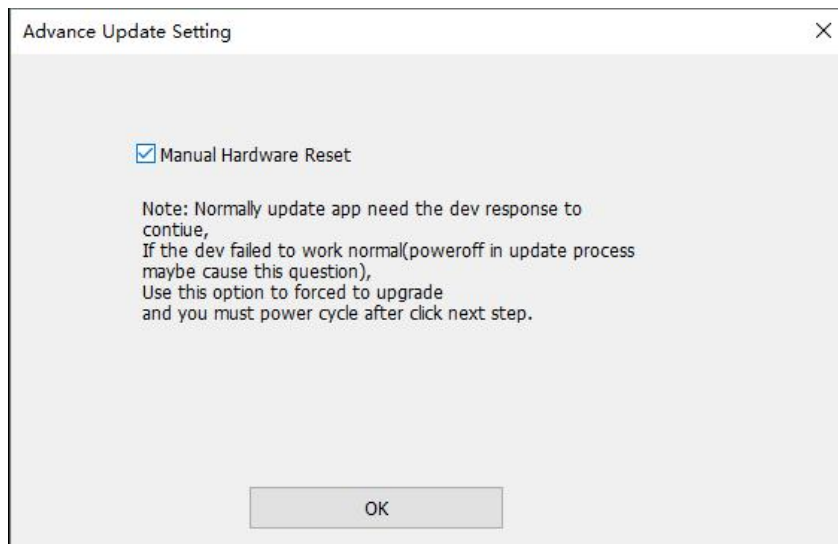 Advance Update Setting
Manual Hardware Reset
Note: Normally update app need the dev response to
contiue,
If the dev failed to work normal(poweroff in update process
maybe cause this question),
Use this option to forced to upgrade
and you must power cycle after click next step.
OK